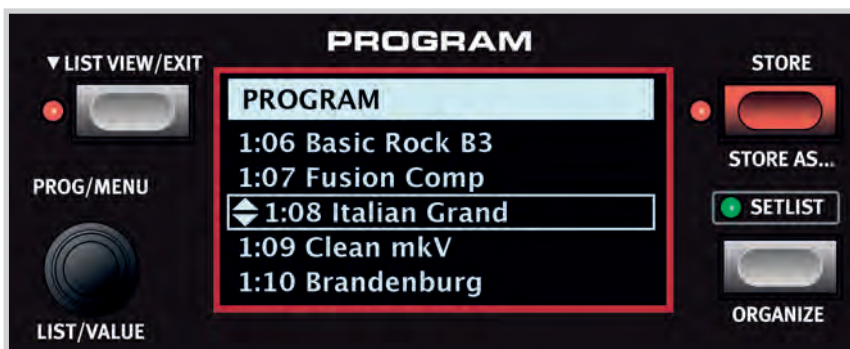 PROGRAM
▼ LIST VIEW/EXIT
STORE
PROGRAM
1:06 Basic Rock B3
1:07 Fusion Comp
1:08 Italian Grand
1:09 Clean mkV
1:10 Brandenburg
PROG/MENU
LIST/VALUE
STORE AS...
SETLIST
ORGANIZE